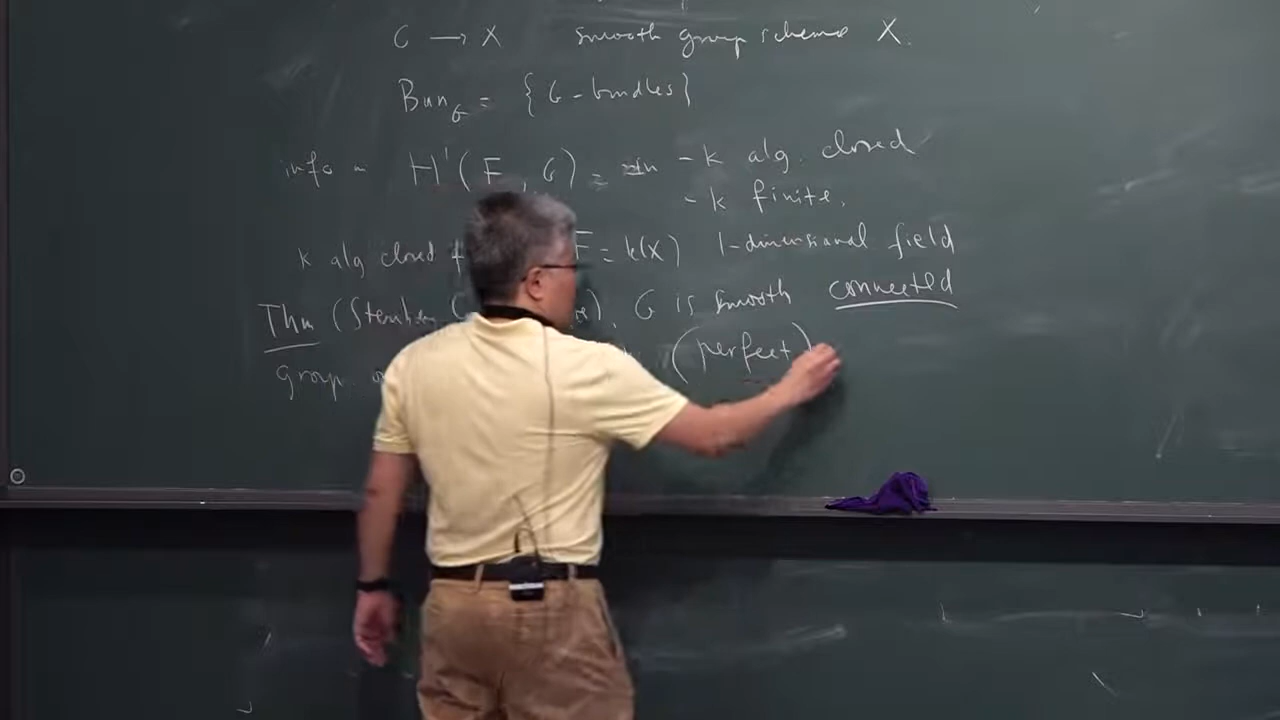 G → X smooth group scheme X.
Bun_G = {G-bundles}
info H¹(F, G) = - k alg. closed
- k finite.
k alg closed F = k(X) 1-dimensional field
Thm (Steinberg G is smooth connected
group (perfect)